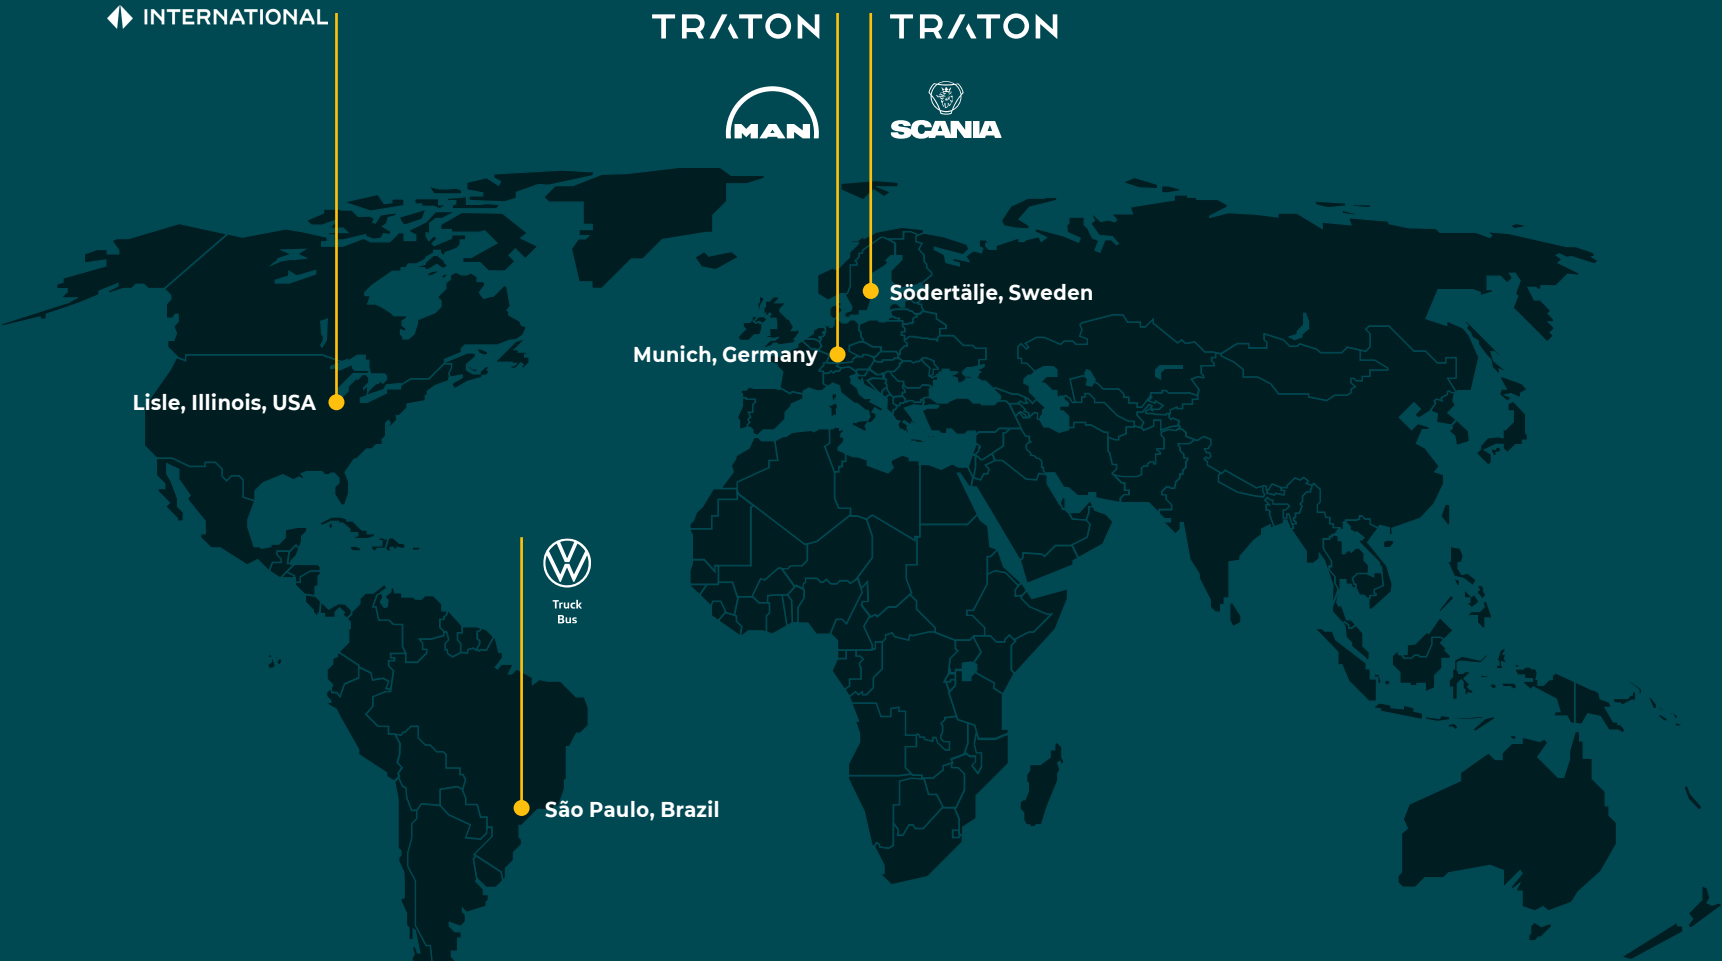 INTERNATIONAL
TRATON
TRATON
MAN
SCANIA
Södertälje, Sweden
Munich, Germany
Lisle, Illinois, USA
Truck
Bus
São Paulo, Brazil